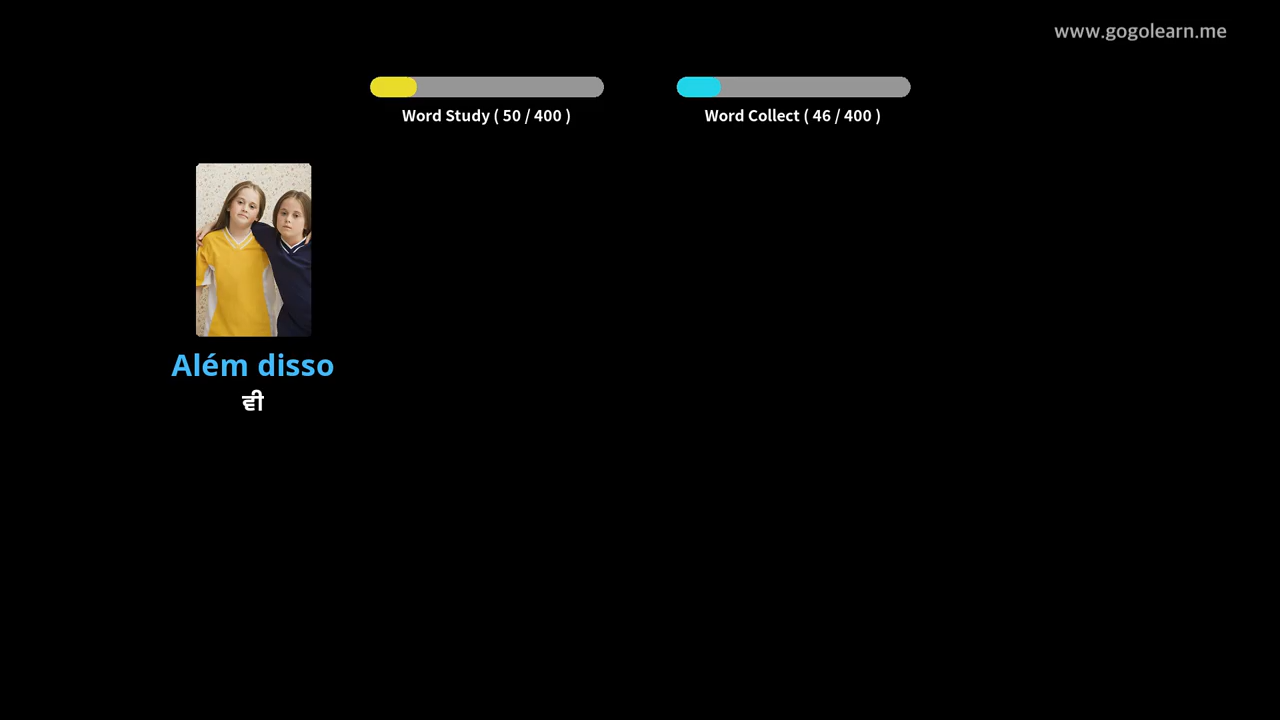 www.gogolearn.me
Word Study ( 50 / 400 )
Word Collect ( 46 / 400 )
Além disso
ਵੀ